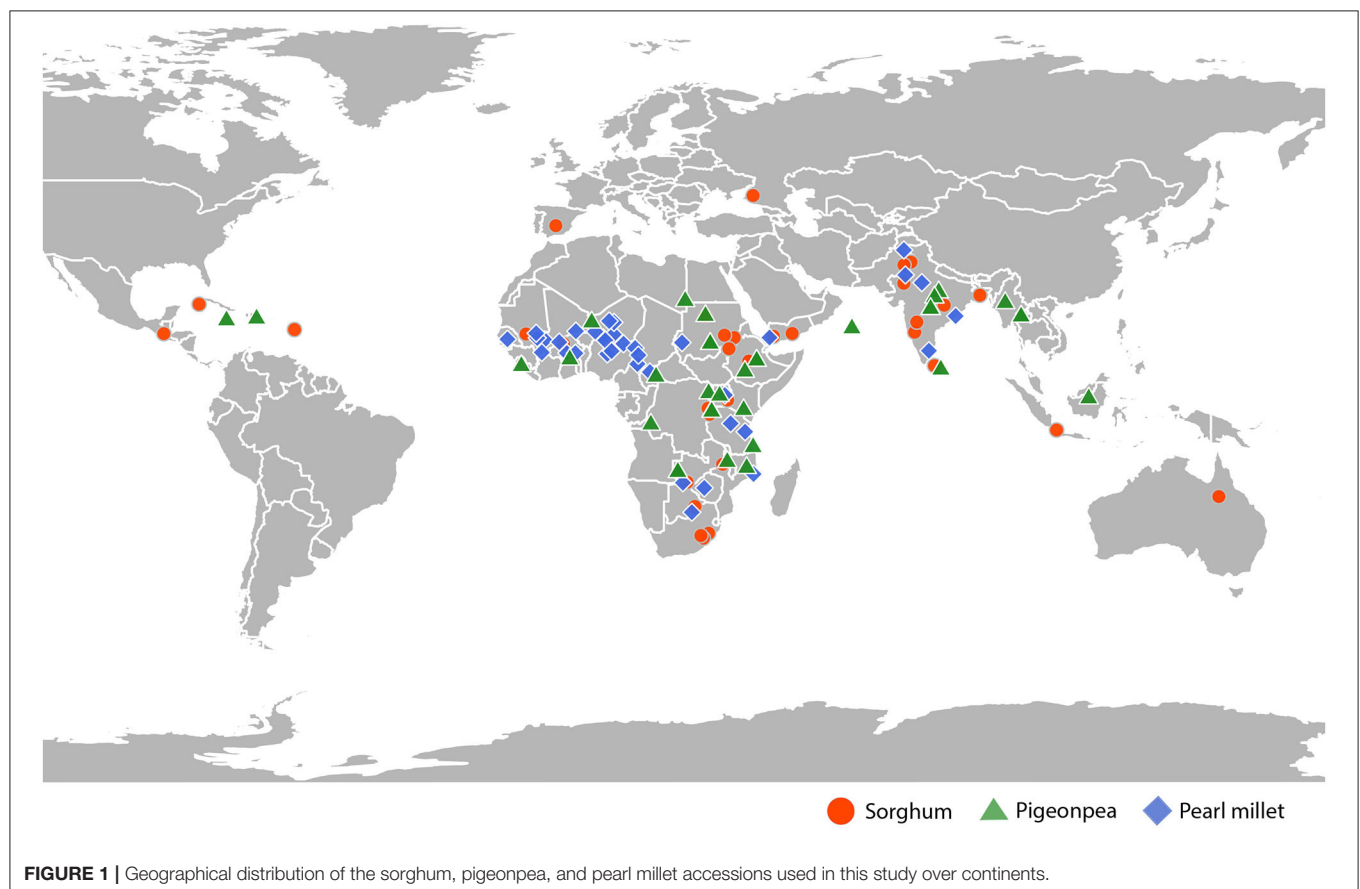 Sorghum Pigeonpea Pearl millet
FIGURE 1 | Geographical distribution of the sorghum, pigeonpea, and pearl millet accessions used in this study over continents.